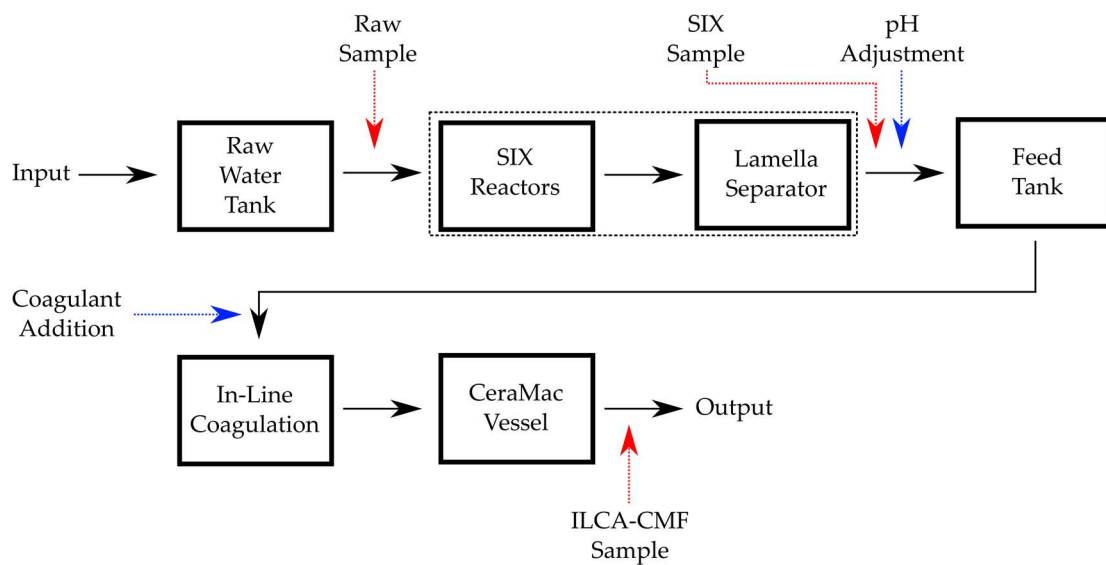 Raw
Sample
SIX
Sample
pH
Adjustment
Input
Raw
Water
Tank
SIX
Reactors
Lamella
Separator
Feed
Tank
Coagulant
Addition
In-Line
Coagulation
CeraMac
Vessel
Output
ILCA-CMF
Sample